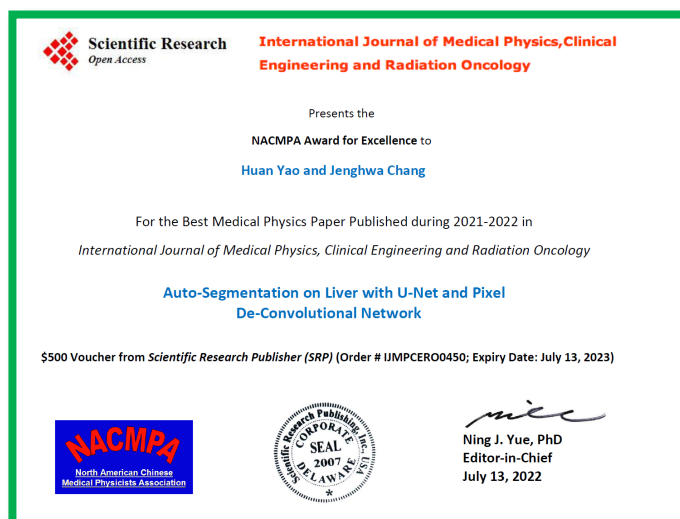 Scientific Research
Open Access
International Journal of Medical Physics,Clinical
Engineering and Radiation Oncology
Presents the
NACMPA Award for Excellence to
Huan Yao and Jenghwa Chang
For the Best Medical Physics Paper Published during 2021-2022 in
International Journal of Medical Physics, Clinical Engineering and Radiation Oncology
Auto-Segmentation on Liver with U-Net and Pixel
De-Convolutional Network
$500 Voucher from Scientific Research Publisher (SRP) (Order # IJMPCERO0450; Expiry Date: July 13, 2023)
NACMPA
North American Chinese
Medical Physicists Association
Scientific Research Publishing, Inc., USA
CORPORATE
SEAL
2007
DELAWARE
*
Ning J. Yue, PhD
Editor-in-Chief
July 13, 2022